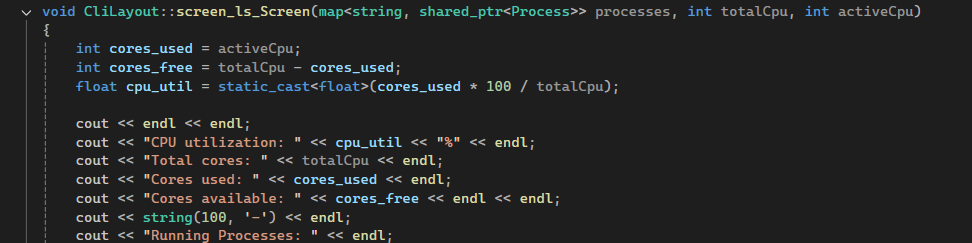 void CliLayout::screen_ls_Screen(map<string, shared_ptr<Process>> processes, int totalCpu, int activeCpu)
{
    int cores_used = activeCpu;
    int cores_free = totalCpu - cores_used;
    float cpu_util = static_cast<float>(cores_used * 100 / totalCpu);

    cout << endl << endl;
    cout << "CPU utilization: " << cpu_util << "%" << endl;
    cout << "Total cores: " << totalCpu << endl;
    cout << "Cores used: " << cores_used << endl;
    cout << "Cores available: " << cores_free << endl << endl;
    cout << string(100, '-') << endl;
    cout << "Running Processes: " << endl;